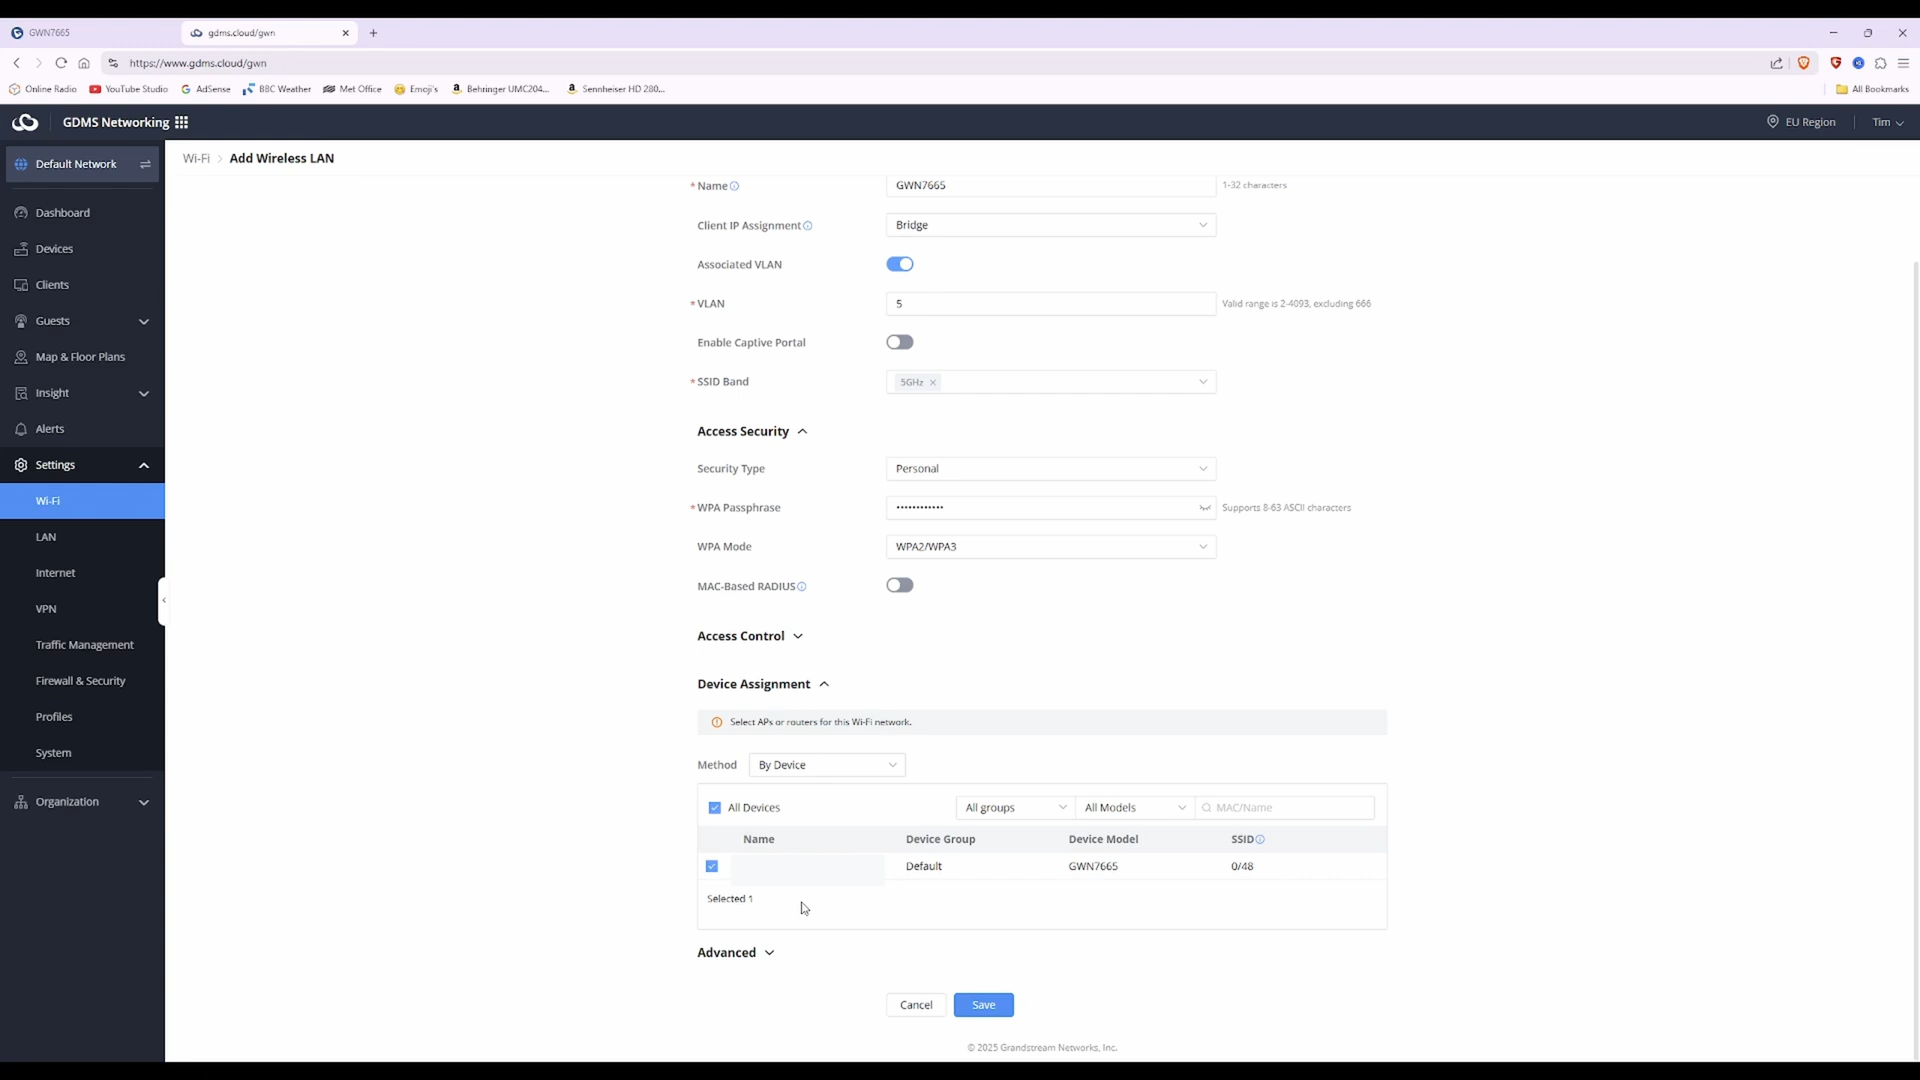 GWN7665
gdms.cloud/gwn
https://www.gdms.cloud/gwn
Online Radio
YouTube Studio
AdSense
BBC Weather
Met Office
Emoji's
Behringer UMC204...
Sennheiser HD 280...
All Bookmarks
GDMS Networking
EU Region
Tim
Default Network
Wi-Fi > Add Wireless LAN
* Name
GWN7665
1-32 characters
Dashboard
Client IP Assignment
Bridge
Devices
Associated VLAN
Clients
* VLAN
5
Valid range is 2-4093, excluding 666
Guests
Enable Captive Portal
Map & Floor Plans
* SSID Band
5GHz
Insight
Alerts
Access Security
Settings
Security Type
Personal
Wi-Fi
* WPA Passphrase
••••••••••••
Supports 8-63 ASCII characters
LAN
WPA Mode
WPA2/WPA3
Internet
MAC-Based RADIUS
VPN
Access Control
Traffic Management
Firewall & Security
Device Assignment
Profiles
Select APs or routers for this Wi-Fi network.
System
Method
By Device
Organization
All Devices
All groups
All Models
MAC/Name
Name
Device Group
Device Model
SSID
Default
GWN7665
0/48
Selected 1
Advanced
Cancel
Save
© 2025 Grandstream Networks, Inc.